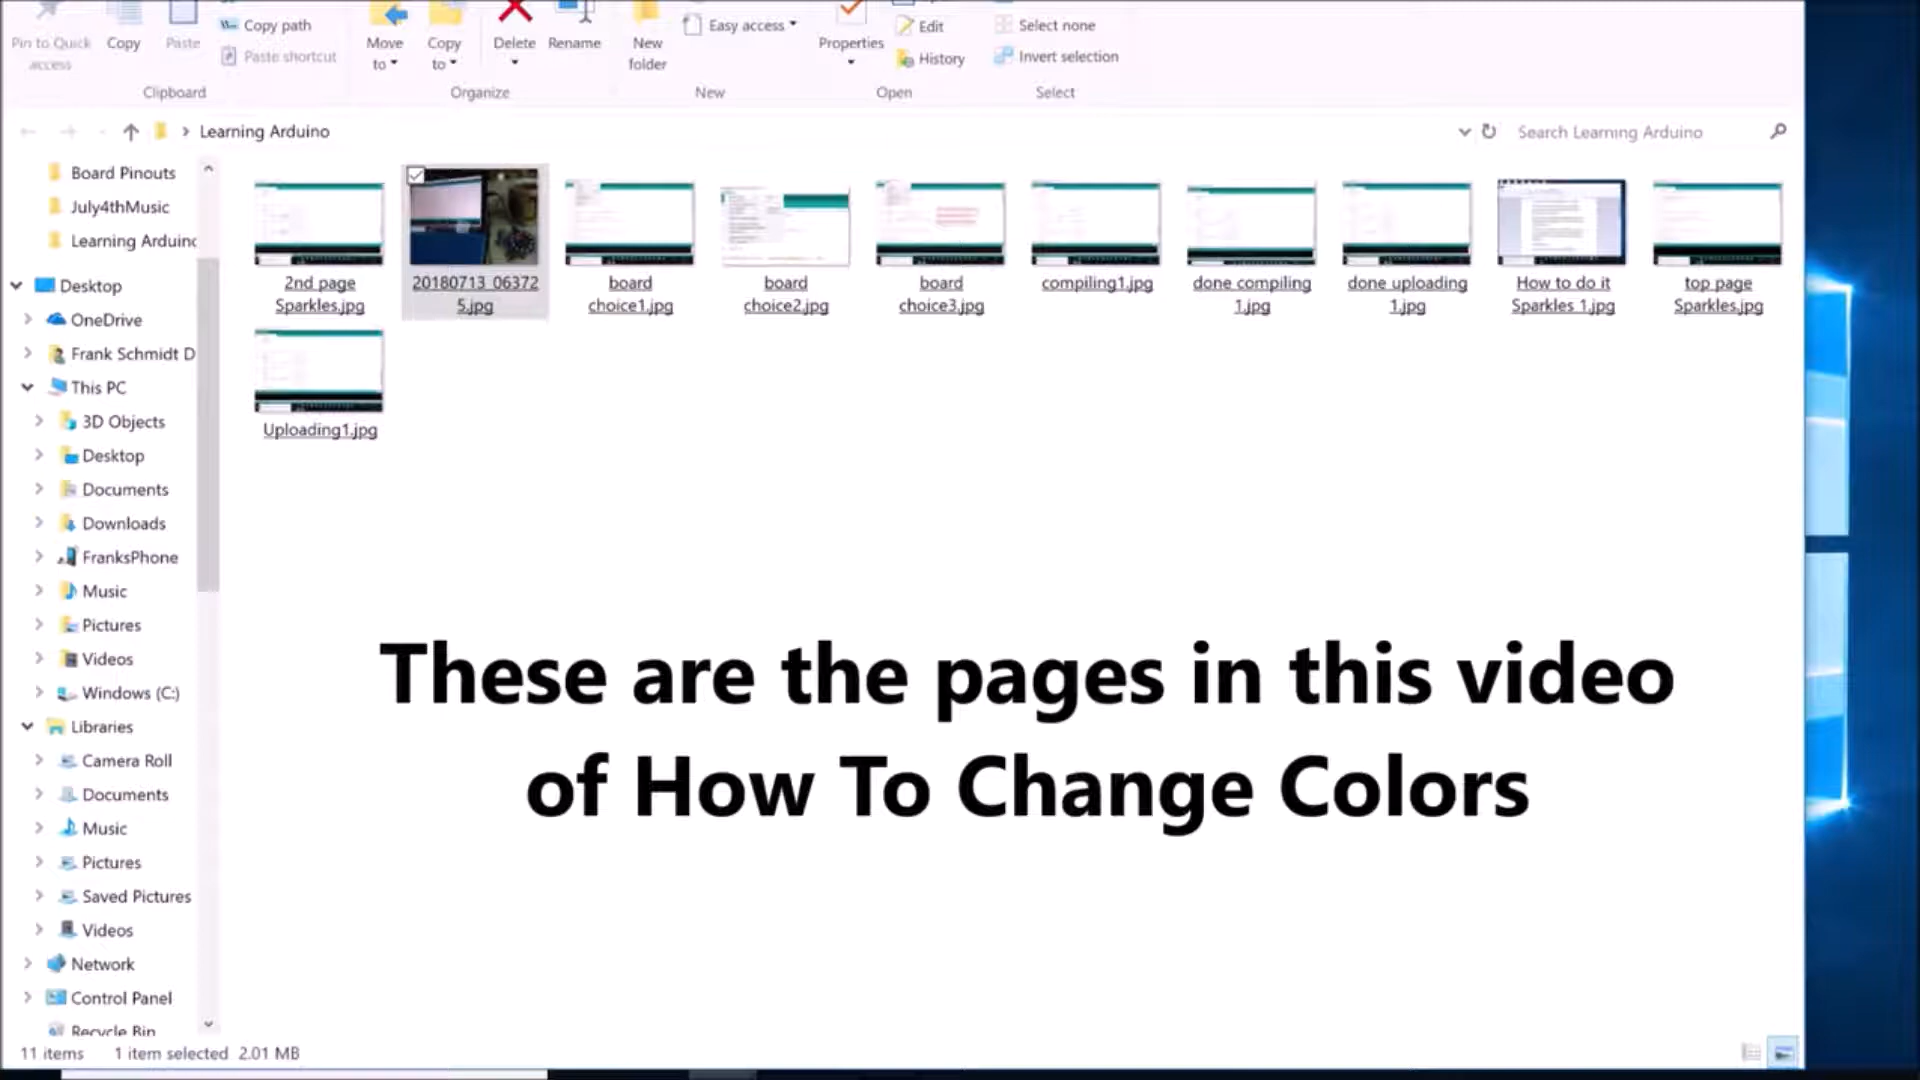 Pin to Quick access
Copy
Paste
Copy path
Paste shortcut
Clipboard
Move to
Copy to
Delete
Rename
Organize
New folder
Easy access
New
Properties
Edit
History
Open
Select none
Invert selection
Select
Learning Arduino
Search Learning Arduino
Board Pinouts
July4thMusic
Learning Arduino
Desktop
OneDrive
Frank Schmidt D
This PC
3D Objects
Desktop
Documents
Downloads
FranksPhone
Music
Pictures
Videos
Windows (C:)
Libraries
Camera Roll
Documents
Music
Pictures
Saved Pictures
Videos
Network
Control Panel
Recycle Bin
2nd page
Sparkles.jpg
20180713_06372
5.jpg
board
choice1.jpg
board
choice2.jpg
board
choice3.jpg
compiling1.jpg
done compiling
1.jpg
done uploading
1.jpg
How to do it
Sparkles 1.jpg
top page
Sparkles.jpg
Uploading1.jpg
These are the pages in this video
of How To Change Colors
11 items 1 item selected 2.01 MB